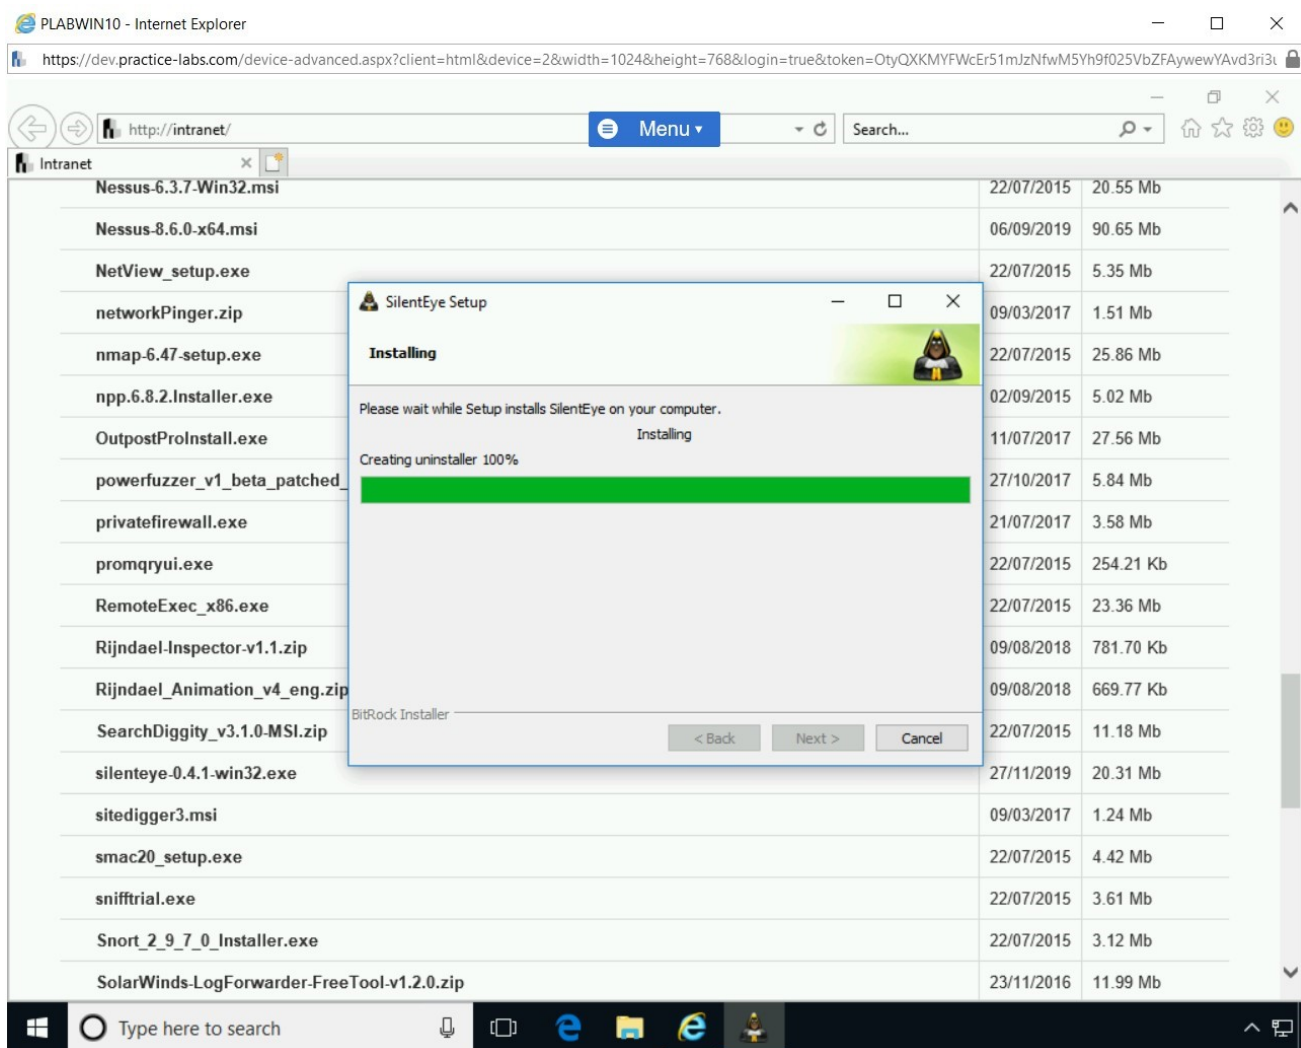 PLABWIN10 - Internet Explorer
https://dev.practice-labs.com/device-advanced.aspx?client=html&device=2&width=1024&height=768&login=true&token=OtyQXKMYFWcEr51mJzNfwM5Yh9f025VbZFAywewYAvd3ri3
http://intranet/
Menu
Search...
Intranet
Nessus-6.3.7-Win32.msi 22/07/2015 20.55 Mb
Nessus-8.6.0-x64.msi 06/09/2019 90.65 Mb
NetView_setup.exe 22/07/2015 5.35 Mb
networkPinger.zip 09/03/2017 1.51 Mb
nmap-6.47-setup.exe 22/07/2015 25.86 Mb
npp.6.8.2.Installer.exe 02/09/2015 5.02 Mb
OutpostProInstall.exe 11/07/2017 27.56 Mb
powerfuzzer_v1_beta_patched_ 27/10/2017 5.84 Mb
privatefirewall.exe 21/07/2017 3.58 Mb
promqryui.exe 22/07/2015 254.21 Kb
RemoteExec_x86.exe 22/07/2015 23.36 Mb
Rijndael-Inspector-v1.1.zip 09/08/2018 781.70 Kb
Rijndael_Animation_v4_eng.zip 09/08/2018 669.77 Kb
SearchDiggity_v3.1.0-MSI.zip 22/07/2015 11.18 Mb
silenteye-0.4.1-win32.exe 27/11/2019 20.31 Mb
sitedigger3.msi 09/03/2017 1.24 Mb
smac20_setup.exe 22/07/2015 4.42 Mb
snifftrial.exe 22/07/2015 3.61 Mb
Snort_2_9_7_0_Installer.exe 22/07/2015 3.12 Mb
SolarWinds-LogForwarder-FreeTool-v1.2.0.zip 23/11/2016 11.99 Mb
SilentEye Setup
Installing
Please wait while Setup installs SilentEye on your computer.
Installing
Creating uninstaller 100%
BitRock Installer
< Back
Next >
Cancel
Type here to search